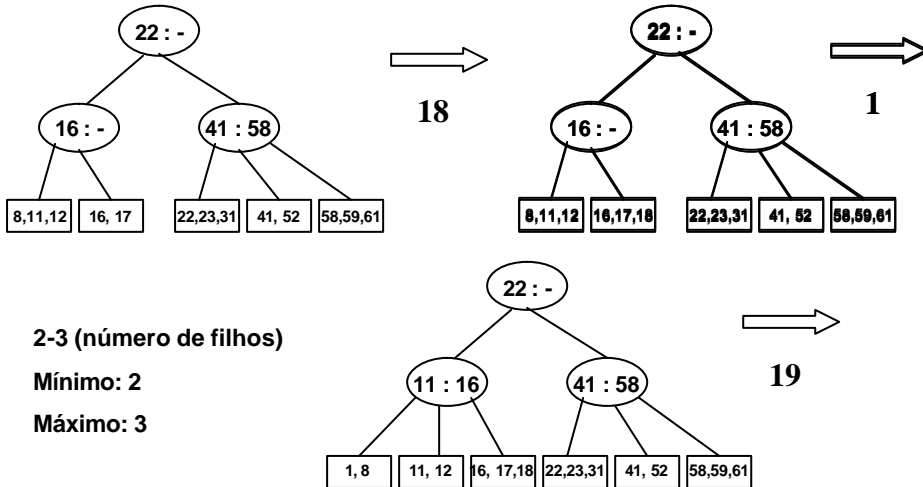 22 : -
22 : -
18
1
16 : -
41 : 58
16 : -
41 : 58
8,11,12
16, 17
22,23,31
41, 52
58,59,61
8,11,12
16,17,18
22,23,31
41, 52
58,59,61
22 : -
2-3 (número de filhos)
Mínimo: 2
Máximo: 3
11 : 16
41 : 58
19
1, 8
11, 12
16, 17,18
22,23,31
41, 52
58,59,61